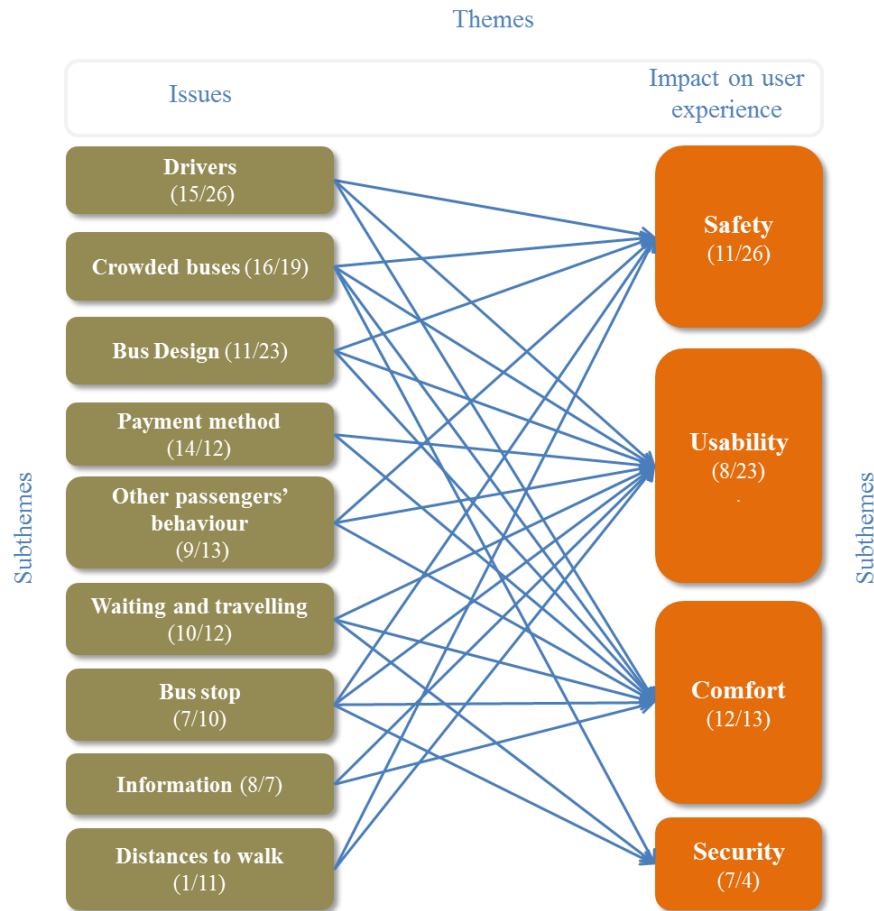 Themes
Issues
Impact on user
experience
Drivers
(15/26)
Crowded buses (16/19)
Bus Design (11/23)
Payment method
(14/12)
Other passengers’
behaviour
(9/13)
Waiting and travelling
(10/12)
Bus stop
(7/10)
Information (8/7)
Distances to walk
(1/11)
Subthemes
Safety
(11/26)
Usability
(8/23)
.
Comfort
(12/13)
Security
(7/4)
Subthemes